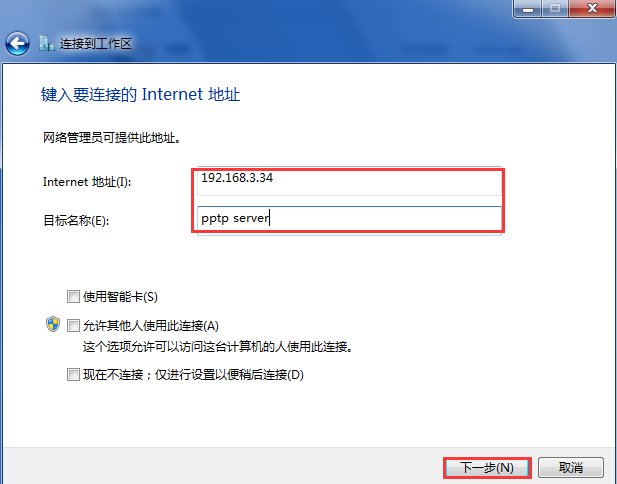 连接到工作区
键入要连接的 Internet 地址
网络管理员可提供此地址。
Internet 地址(I):
192.168.3.34
目标名称(E):
pptp server
使用智能卡(S)
允许其他人使用此连接(A)
这个选项允许可以访问这台计算机的人使用此连接。
现在不连接；仅进行设置以便稍后连接(D)
下一步(N)
取消